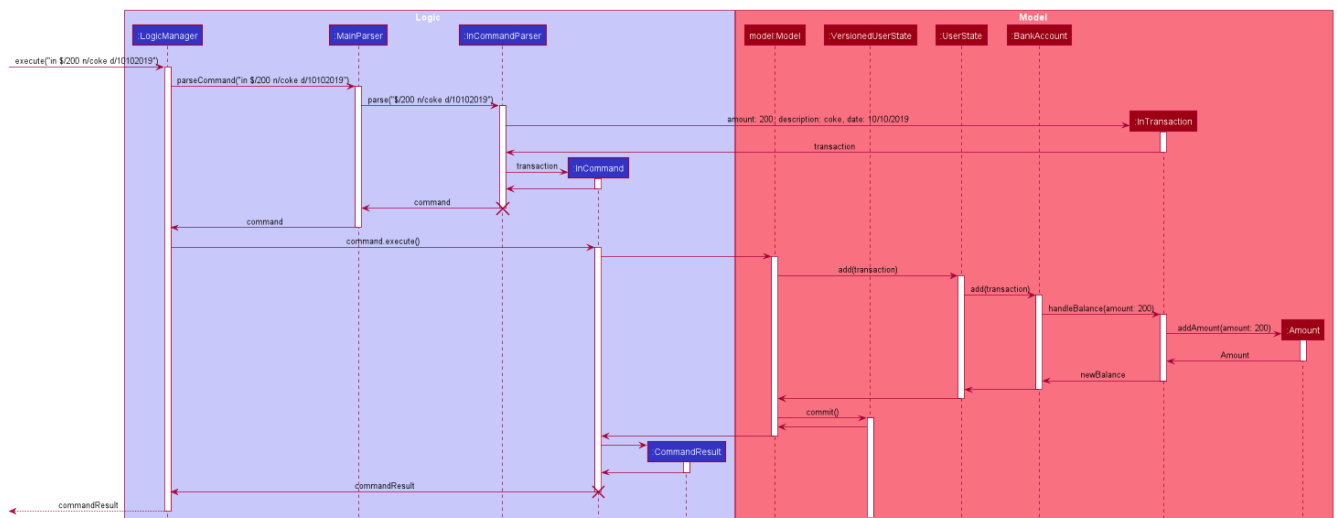 Logic
Model
:LogicManager
:MainParser
:InCommandParser
model:Model
:VersionedUserState
:UserState
:BankAccount
execute("in $/200 n/coke d/10102019")
parseCommand("in $/200 n/coke d/10102019")
parse("$/200 n/coke d/10102019")
amount: 200; description: coke, date: 10/10/2019
:InTransaction
transaction
transaction
:InCommand
command
command
command.execute()
add(transaction)
add(transaction)
handleBalance(amount: 200)
addAmount(amount: 200)
:Amount
Amount
newBalance
commit()
:CommandResult
commandResult
commandResult